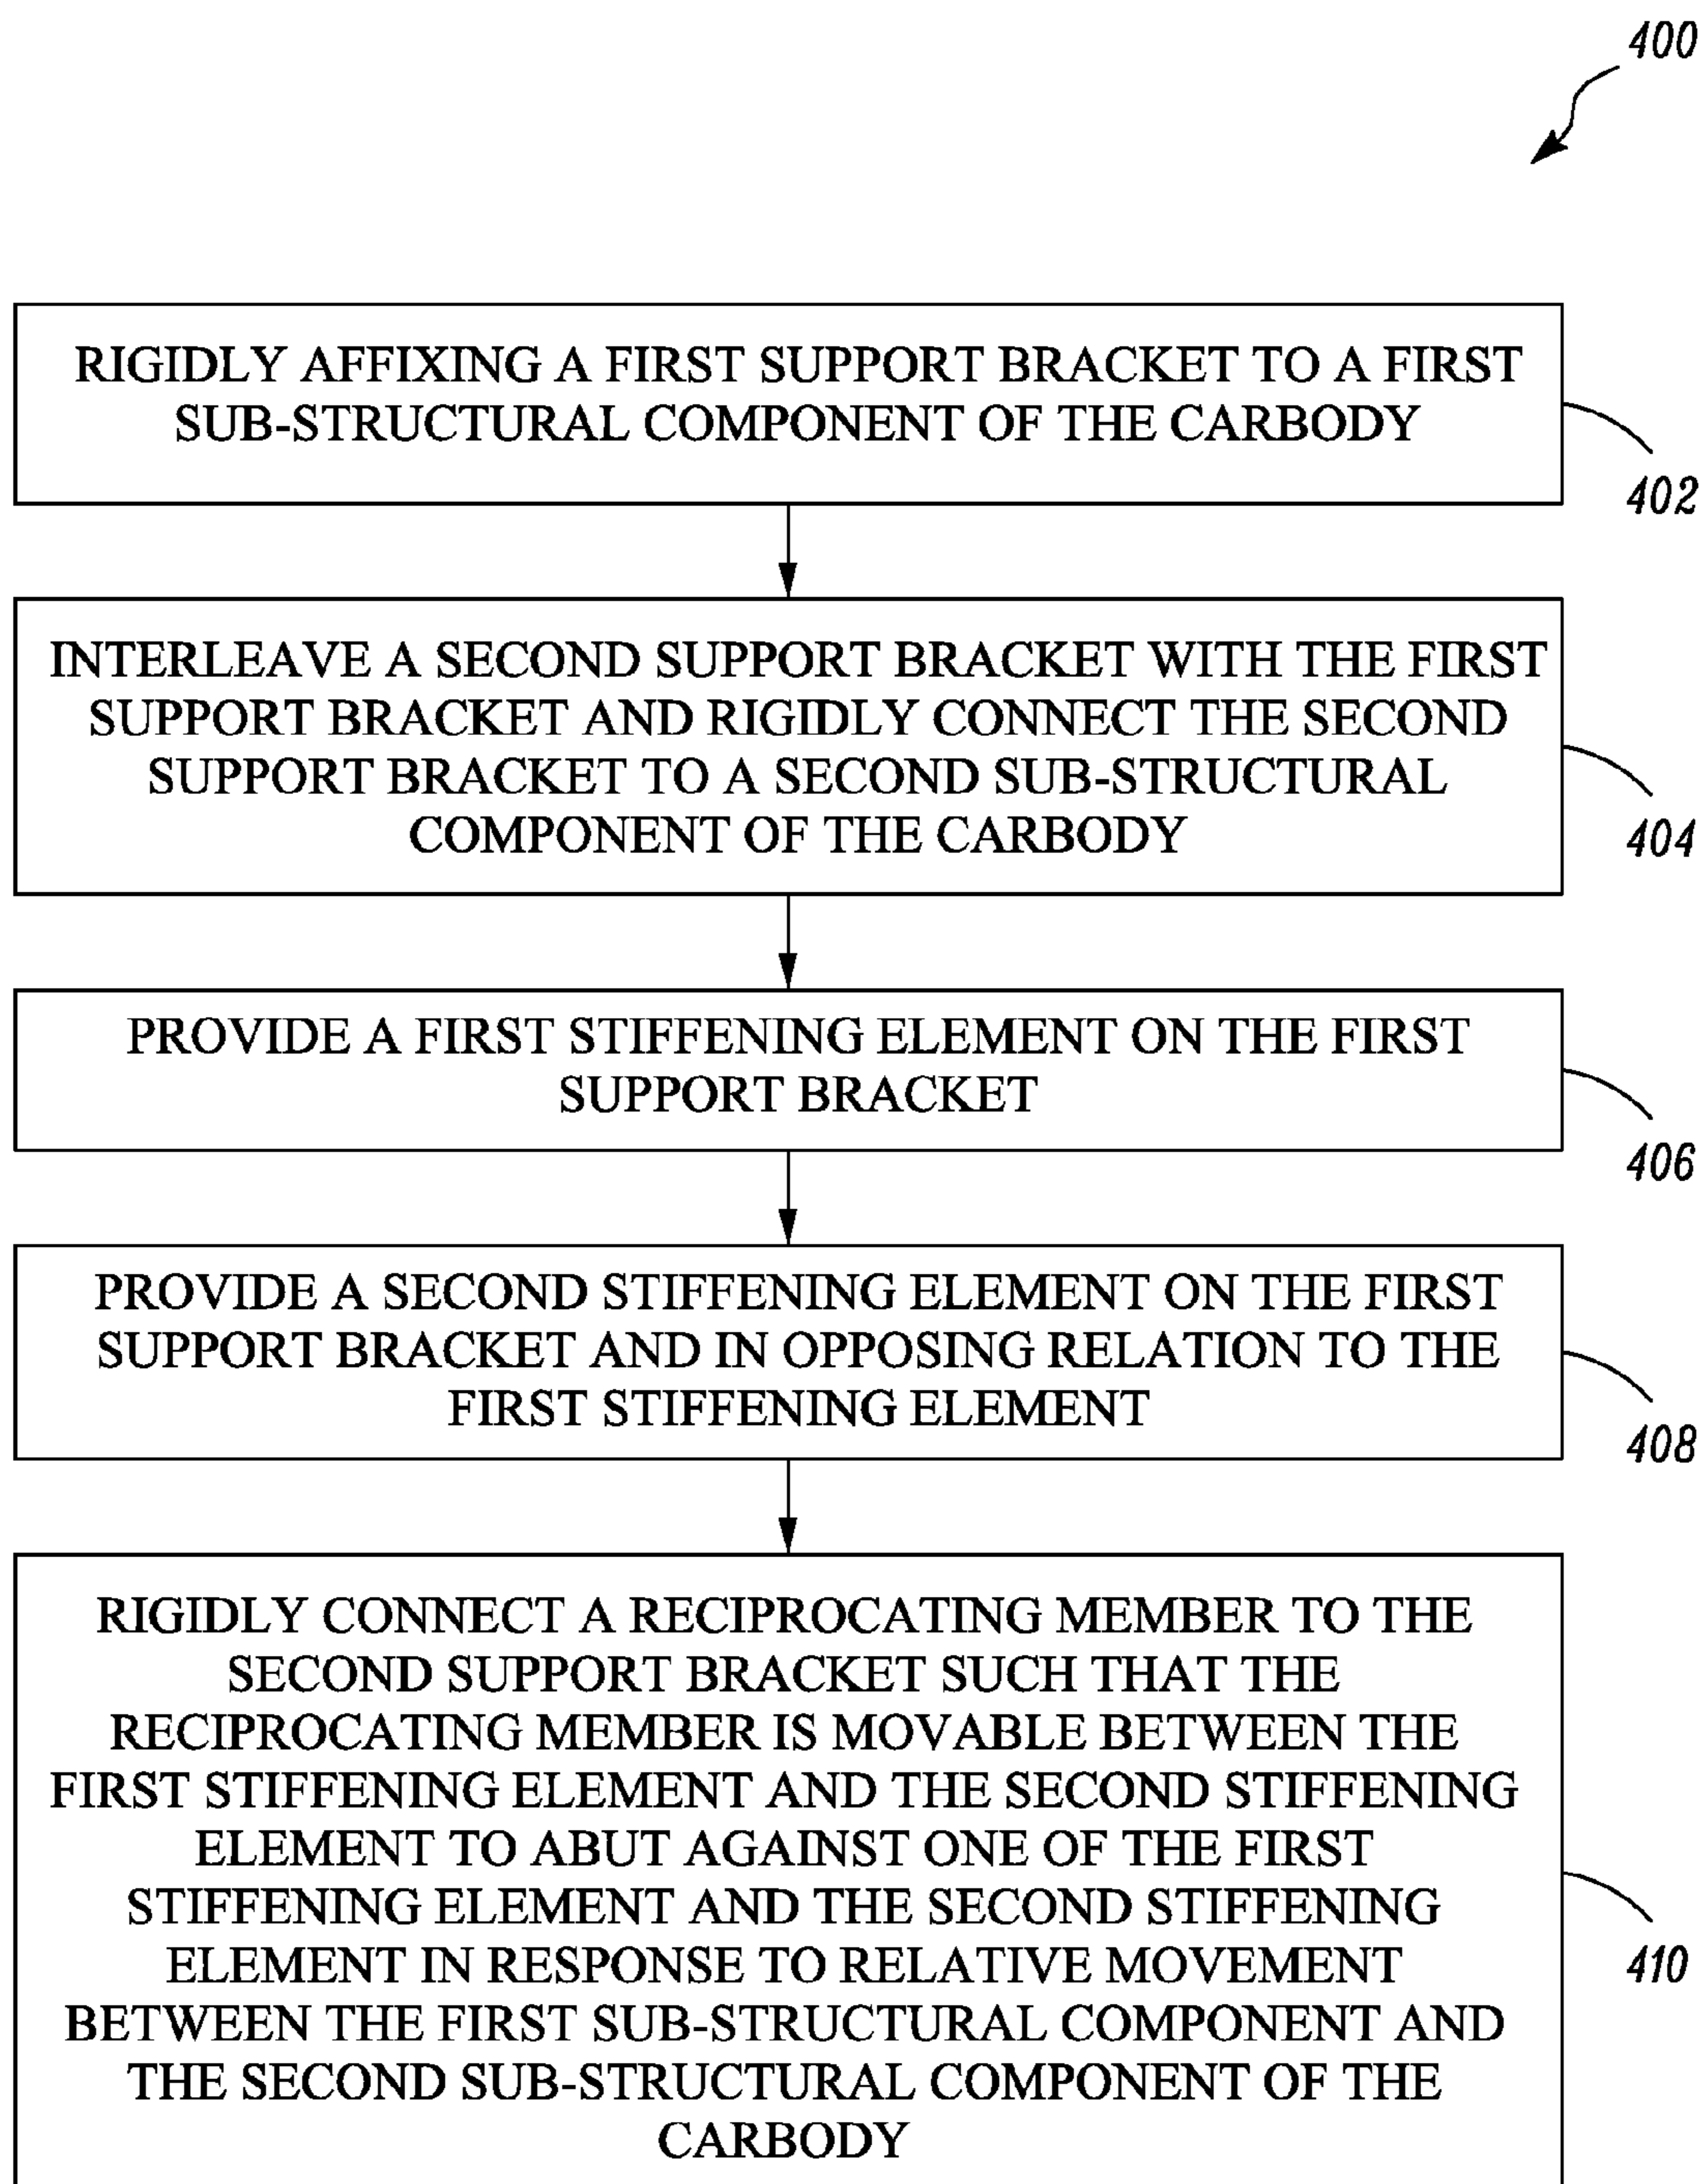 400
RIGIDLY AFFIXING A FIRST SUPPORT BRACKET TO A FIRST
SUB-STRUCTURAL COMPONENT OF THE CARBODY
402
INTERLEAVE A SECOND SUPPORT BRACKET WITH THE FIRST
SUPPORT BRACKET AND RIGIDLY CONNECT THE SECOND
SUPPORT BRACKET TO A SECOND SUB-STRUCTURAL
COMPONENT OF THE CARBODY
404
PROVIDE A FIRST STIFFENING ELEMENT ON THE FIRST
SUPPORT BRACKET
406
PROVIDE A SECOND STIFFENING ELEMENT ON THE FIRST
SUPPORT BRACKET AND IN OPPOSING RELATION TO THE
FIRST STIFFENING ELEMENT
408
RIGIDLY CONNECT A RECIPROCATING MEMBER TO THE
SECOND SUPPORT BRACKET SUCH THAT THE
RECIPROCATING MEMBER IS MOVABLE BETWEEN THE
FIRST STIFFENING ELEMENT AND THE SECOND STIFFENING
ELEMENT TO ABUT AGAINST ONE OF THE FIRST
STIFFENING ELEMENT AND THE SECOND STIFFENING
ELEMENT IN RESPONSE TO RELATIVE MOVEMENT
BETWEEN THE FIRST SUB-STRUCTURAL COMPONENT AND
THE SECOND SUB-STRUCTURAL COMPONENT OF THE
CARBODY
410